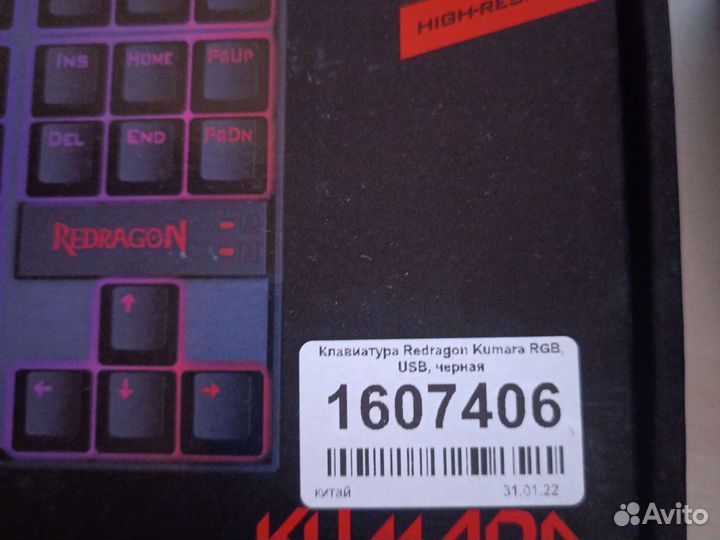 HIGH-RES
INS HOME PGUP
DEL END PGDN
REDRAGON
Клавиатура Redragon Kumara RGB,
USB, черная
1607406
китай 31.01.22
KUMARA
Avito